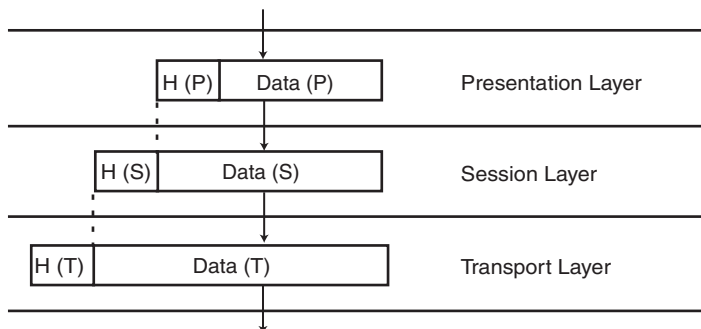 H (P) Data (P) Presentation Layer
H (S) Data (S) Session Layer
H (T) Data (T) Transport Layer